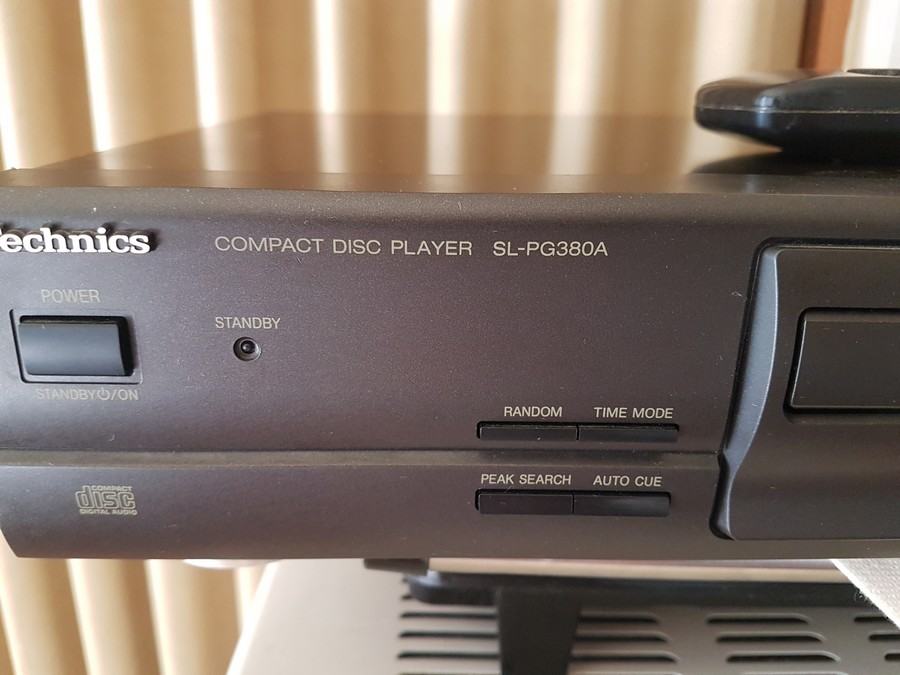 Technics
COMPACT DISC PLAYER SL-PG380A
POWER
STANDBY
STANDBY⏻/ON
RANDOM TIME MODE
PEAK SEARCH AUTO CUE
COMPACT
disc
DIGITAL AUDIO